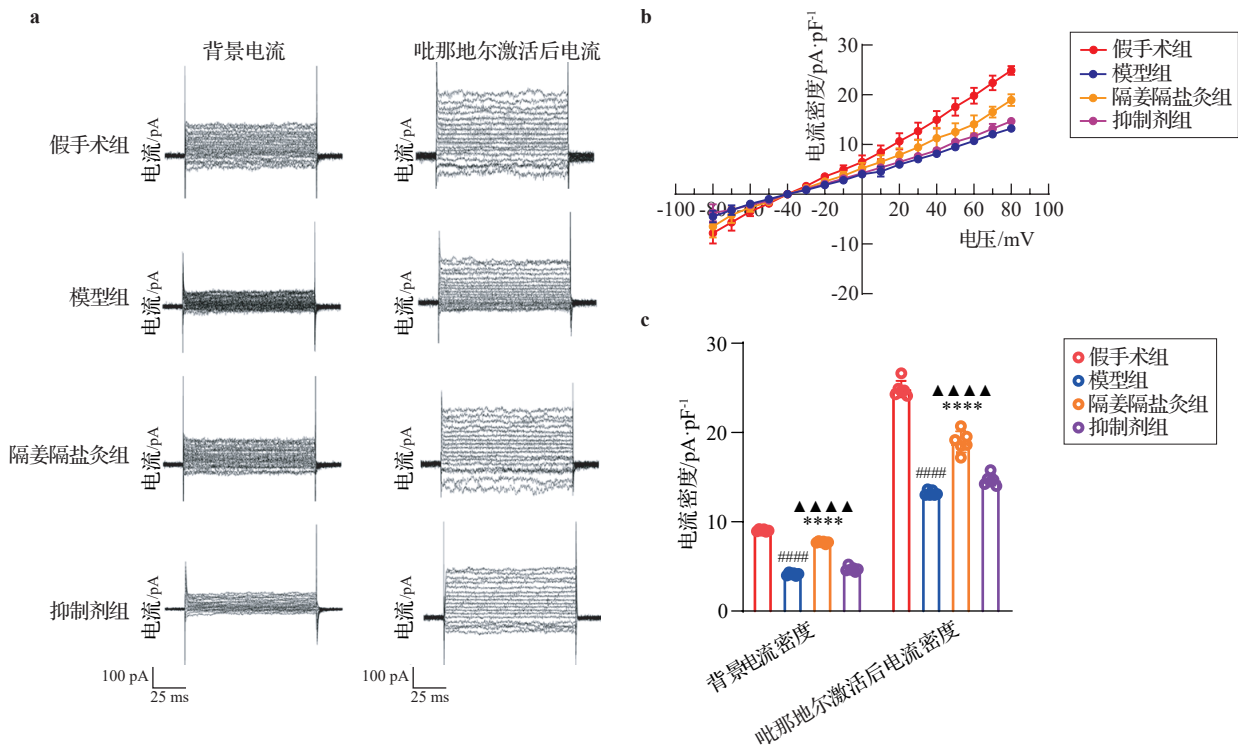 a
背景电流
吡那地尔激活后电流
假手术组
电流/pA
电流/pA
模型组
电流/pA
电流/pA
隔姜隔盐灸组
电流/pA
电流/pA
抑制剂组
电流/pA
电流/pA
100 pA
25 ms
100 pA
25 ms
b
电流密度/pA·pF⁻¹
30
20
10
-10
-20
-100
-80
-60
-40
-20
20
40
60
80
100
电压/mV
假手术组
模型组
隔姜隔盐灸组
抑制剂组
c
电流密度/pA·pF⁻¹
30
20
10
0
####
▲▲▲▲
****
####
▲▲▲▲
****
背景电流密度
吡那地尔激活后电流密度
假手术组
模型组
隔姜隔盐灸组
抑制剂组